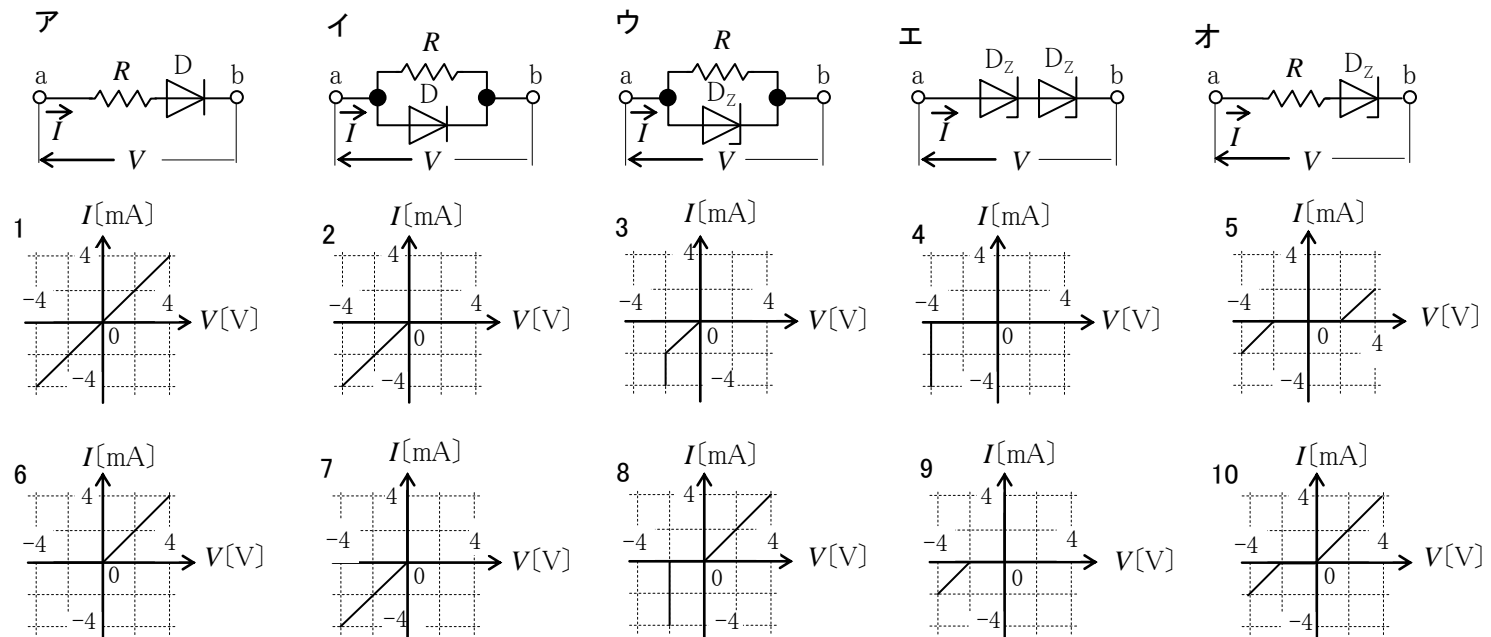 ア イ ウ エ オ
a R D b
I
V
a R b
D
I
V
a R b
D_Z
I
V
a D_Z D_Z b
I
V
a R D_Z b
I
V
1 I[mA]
4
−4 4
V[V]
0
−4
2 I[mA]
4
−4 4
V[V]
0
−4
3 I[mA]
4
−4 4
V[V]
0
−4
4 I[mA]
4
−4 4
V[V]
0
−4
5 I[mA]
4
−4
V[V]
0
4
−4
6 I[mA]
4
−4 4
V[V]
0
−4
7 I[mA]
4
−4 4
V[V]
0
−4
8 I[mA]
4
−4 4
V[V]
0
−4
9 I[mA]
4
−4 4
V[V]
0
−4
10 I[mA]
4
−4 4
V[V]
0
−4